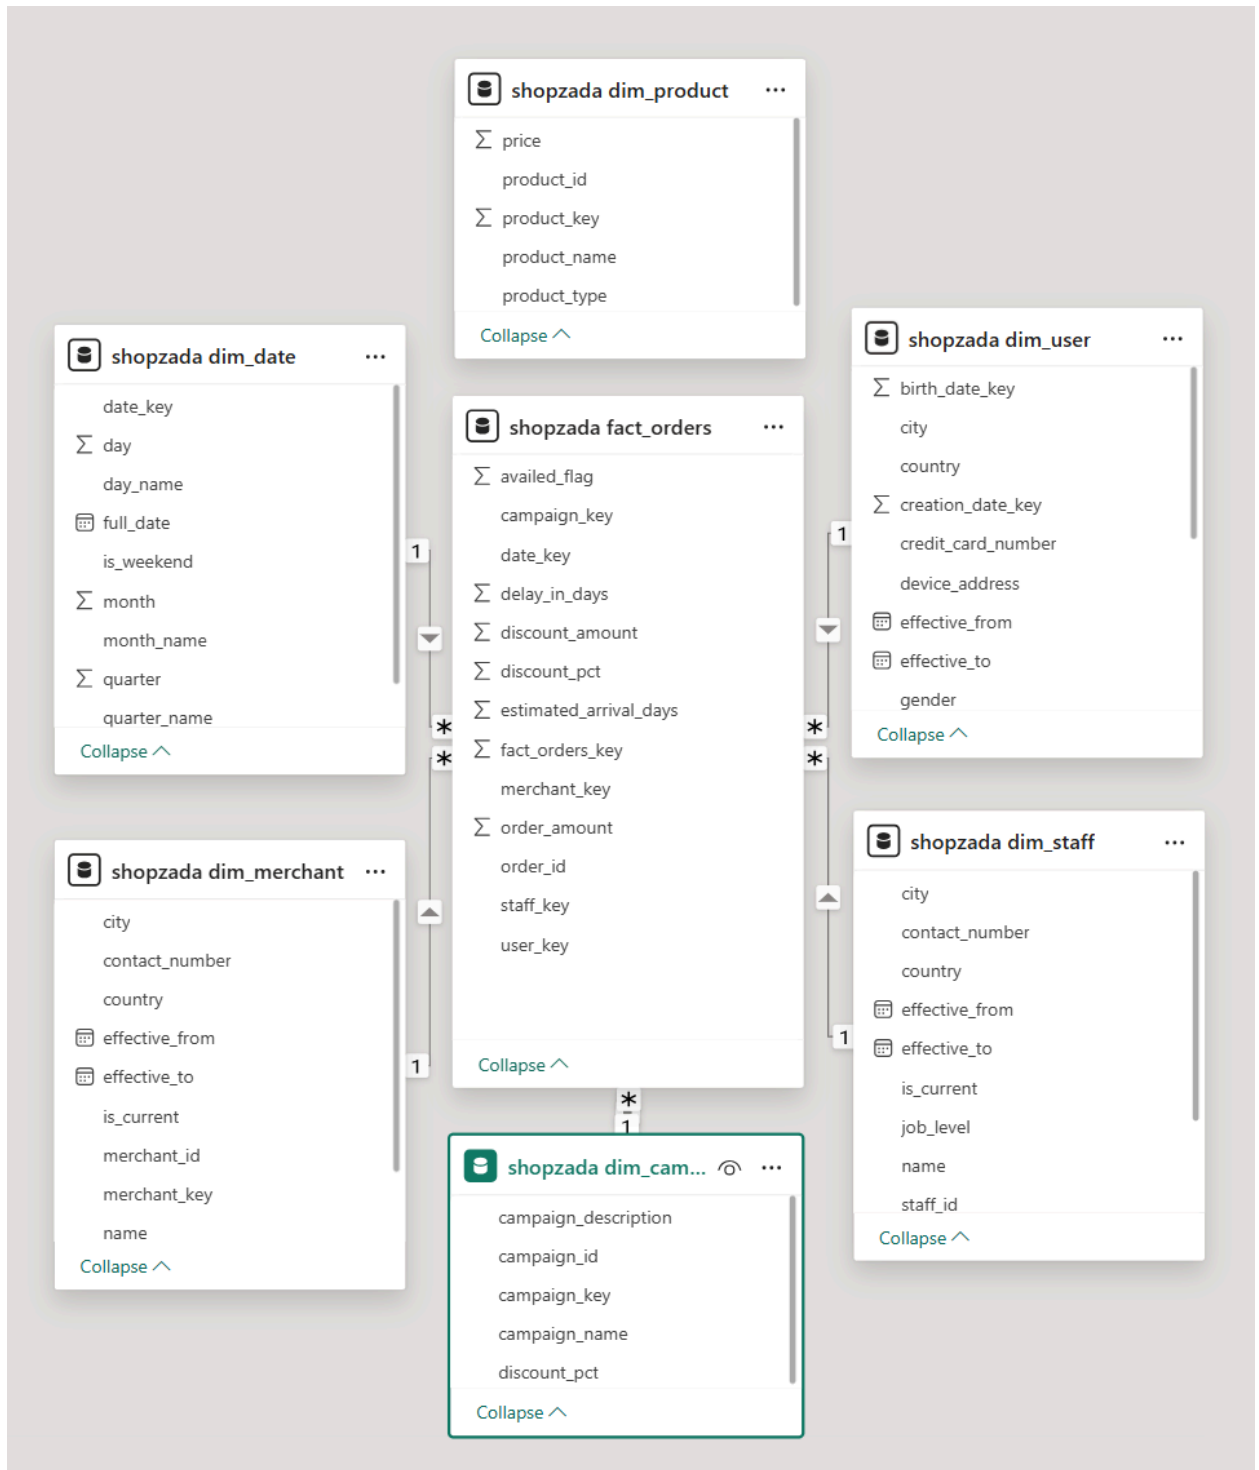 shopzada dim_product
price
product_id
product_key
product_name
product_type
Collapse
shopzada dim_date
date_key
day
day_name
full_date
is_weekend
month
month_name
quarter
quarter_name
Collapse
shopzada fact_orders
availed_flag
campaign_key
date_key
delay_in_days
discount_amount
discount_pct
estimated_arrival_days
fact_orders_key
merchant_key
order_amount
order_id
staff_key
user_key
Collapse
shopzada dim_user
birth_date_key
city
country
creation_date_key
credit_card_number
device_address
effective_from
effective_to
gender
Collapse
1
*
1
*
shopzada dim_merchant
city
contact_number
country
effective_from
effective_to
is_current
merchant_id
merchant_key
name
Collapse
*
1
*
1
shopzada dim_staff
city
contact_number
country
effective_from
effective_to
is_current
job_level
name
staff_id
Collapse
*
1
shopzada dim_cam...
campaign_description
campaign_id
campaign_key
campaign_name
discount_pct
Collapse